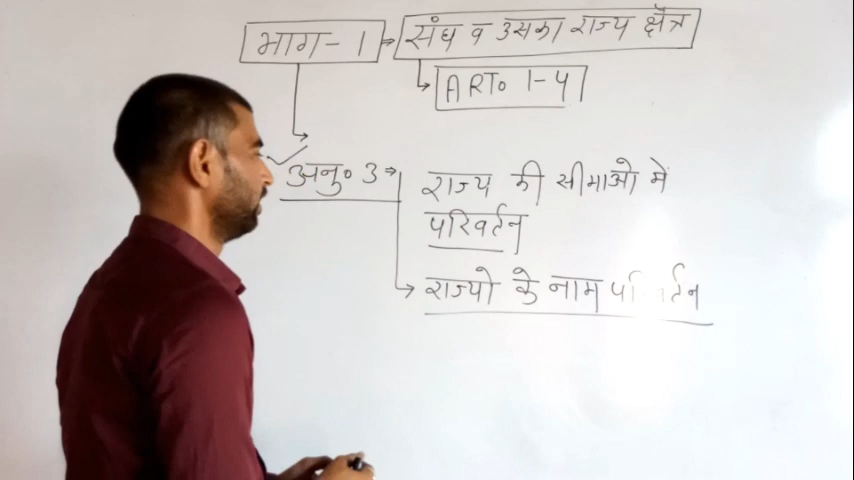 भाग-1 → संघ व उसका राज्य क्षेत्र
→ ART० 1-4
✓ अनु० 3 → राज्य की सीमाओ मे
परिवर्तन
→ राज्यो के नाम